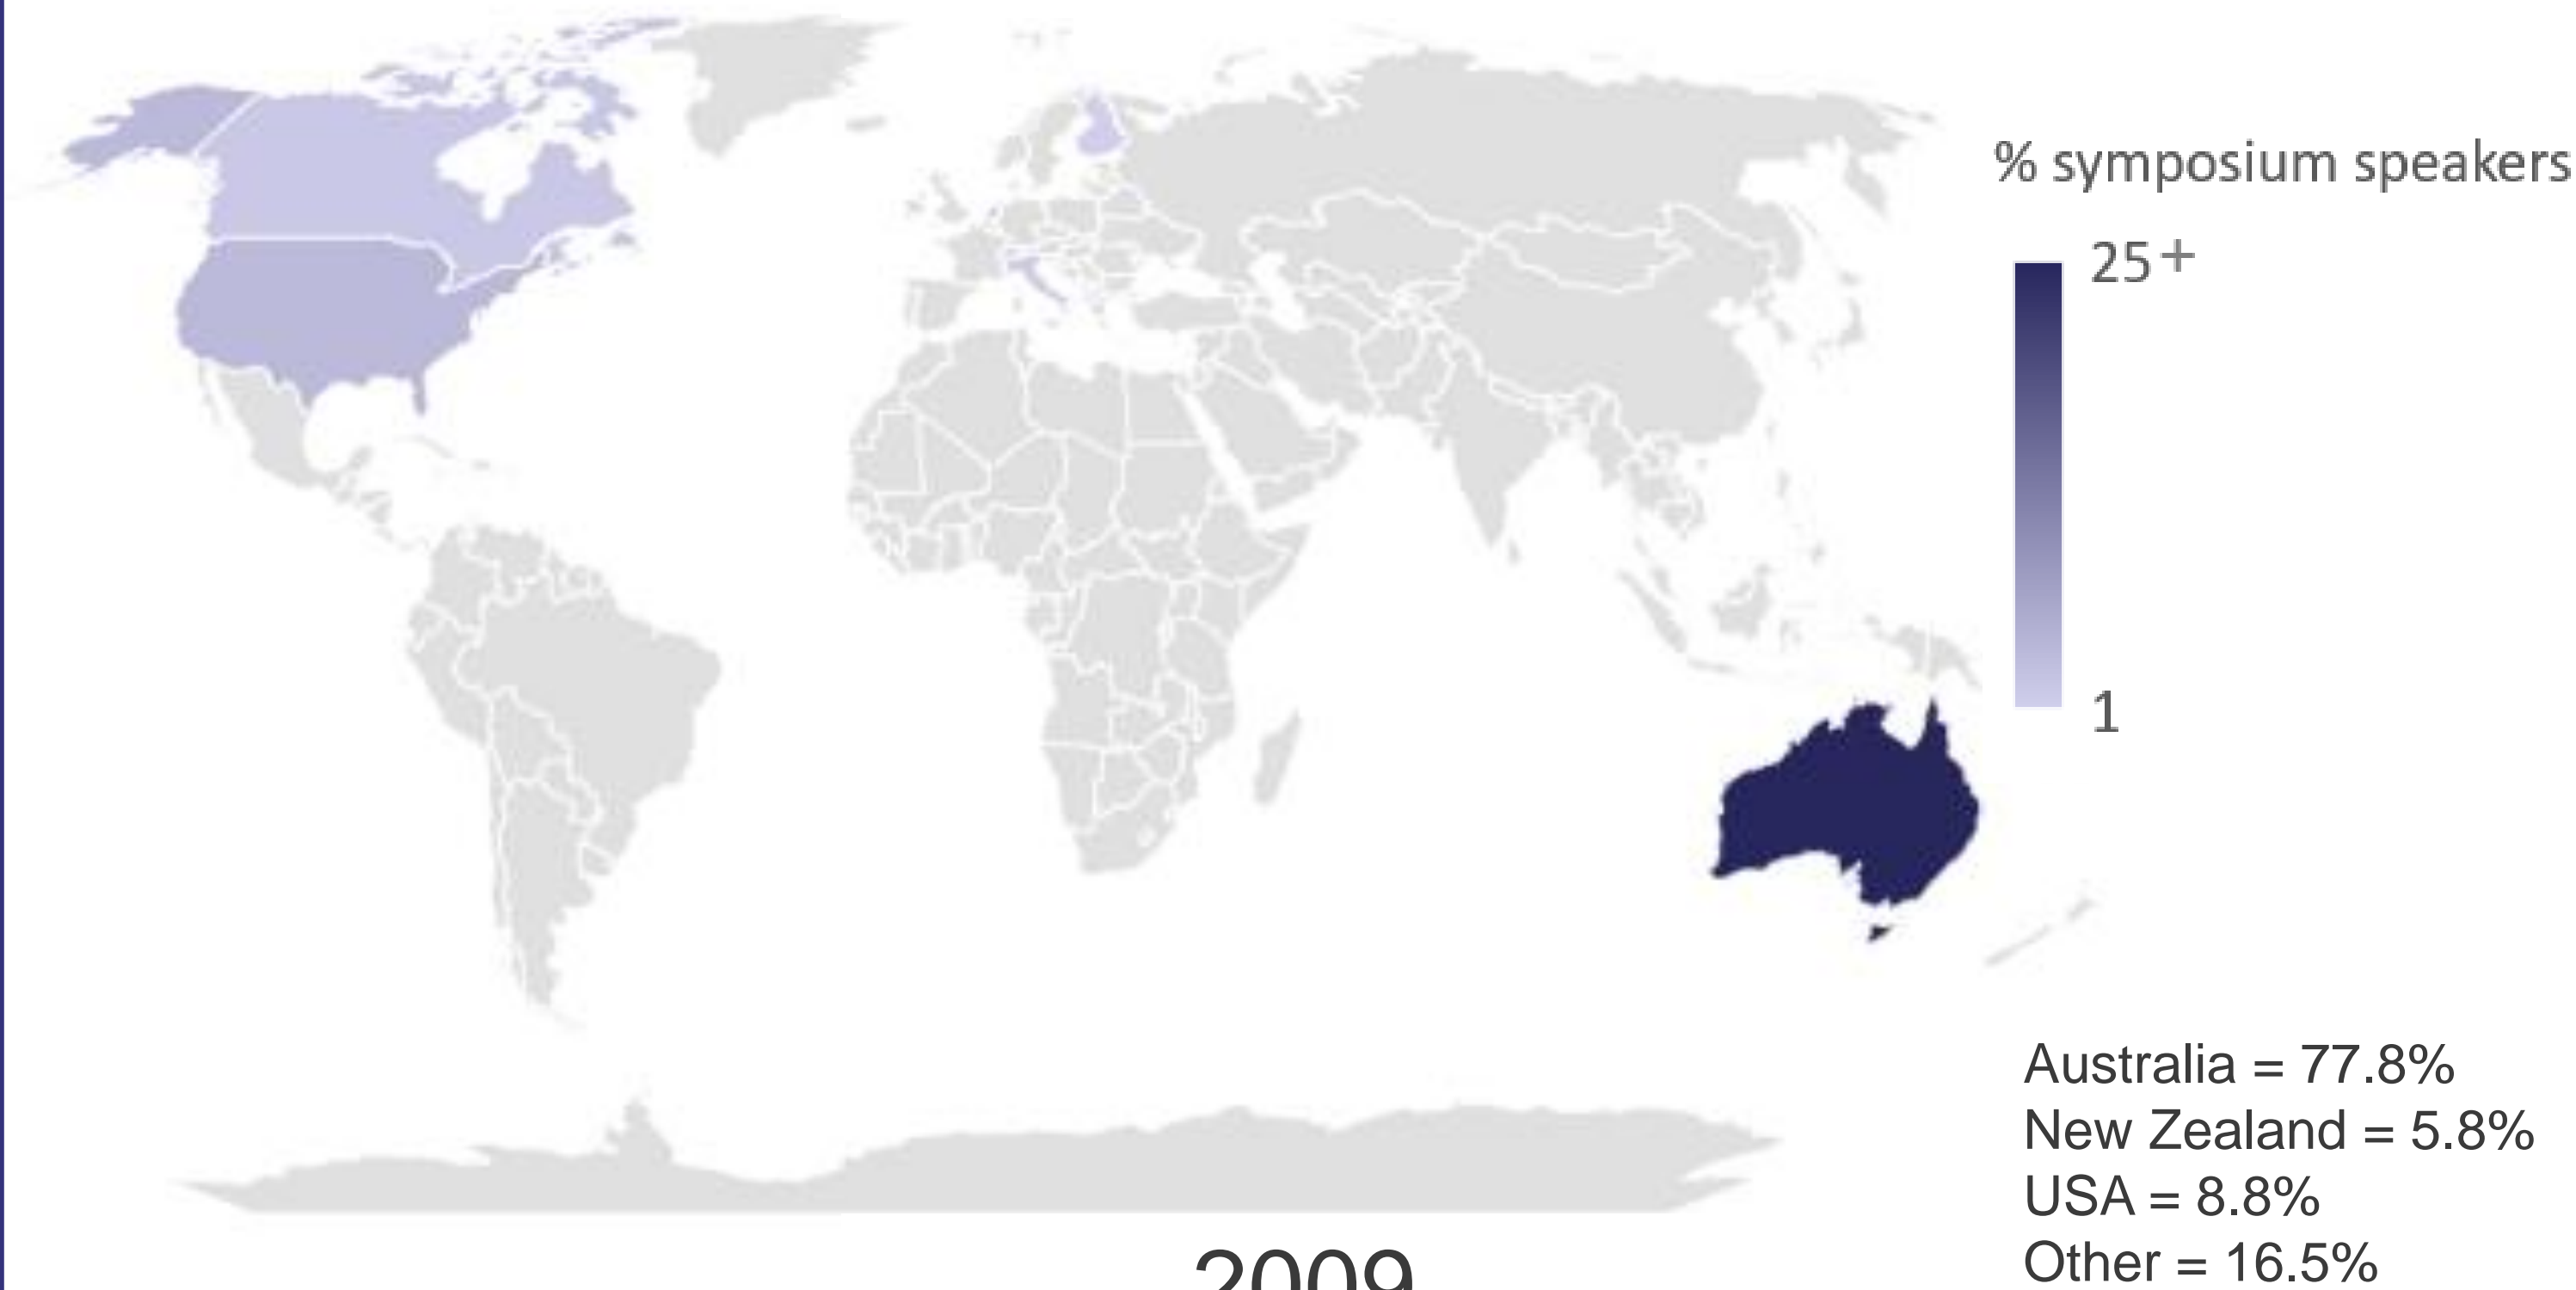 % symposium speakers
25+
1
Australia = 77.8%
New Zealand = 5.8%
USA = 8.8%
Other = 16.5%
2009